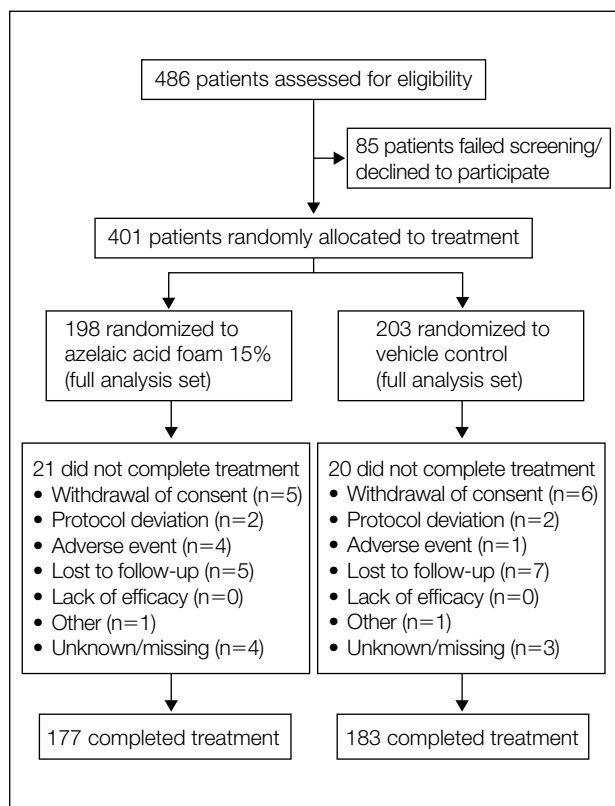 486 patients assessed for eligibility
85 patients failed screening/
declined to participate
401 patients randomly allocated to treatment
198 randomized to
azelaic acid foam 15%
(full analysis set)
203 randomized to
vehicle control
(full analysis set)
21 did not complete treatment
• Withdrawal of consent (n=5)
• Protocol deviation (n=2)
• Adverse event (n=4)
• Lost to follow-up (n=5)
• Lack of efficacy (n=0)
• Other (n=1)
• Unknown/missing (n=4)
20 did not complete treatment
• Withdrawal of consent (n=6)
• Protocol deviation (n=2)
• Adverse event (n=1)
• Lost to follow-up (n=7)
• Lack of efficacy (n=0)
• Other (n=1)
• Unknown/missing (n=3)
177 completed treatment
183 completed treatment